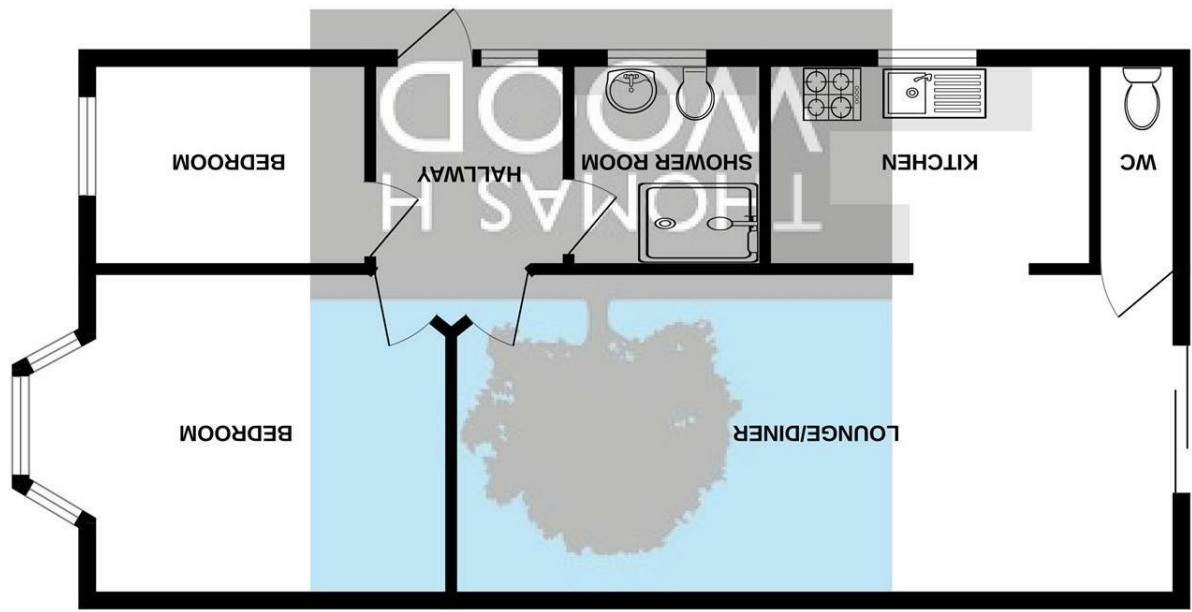 LOUNGE/DINER
BEDROOM
WC
KITCHEN
SHOWER ROOM
HALLWAY
BEDROOM
THOMAS H
WOOD